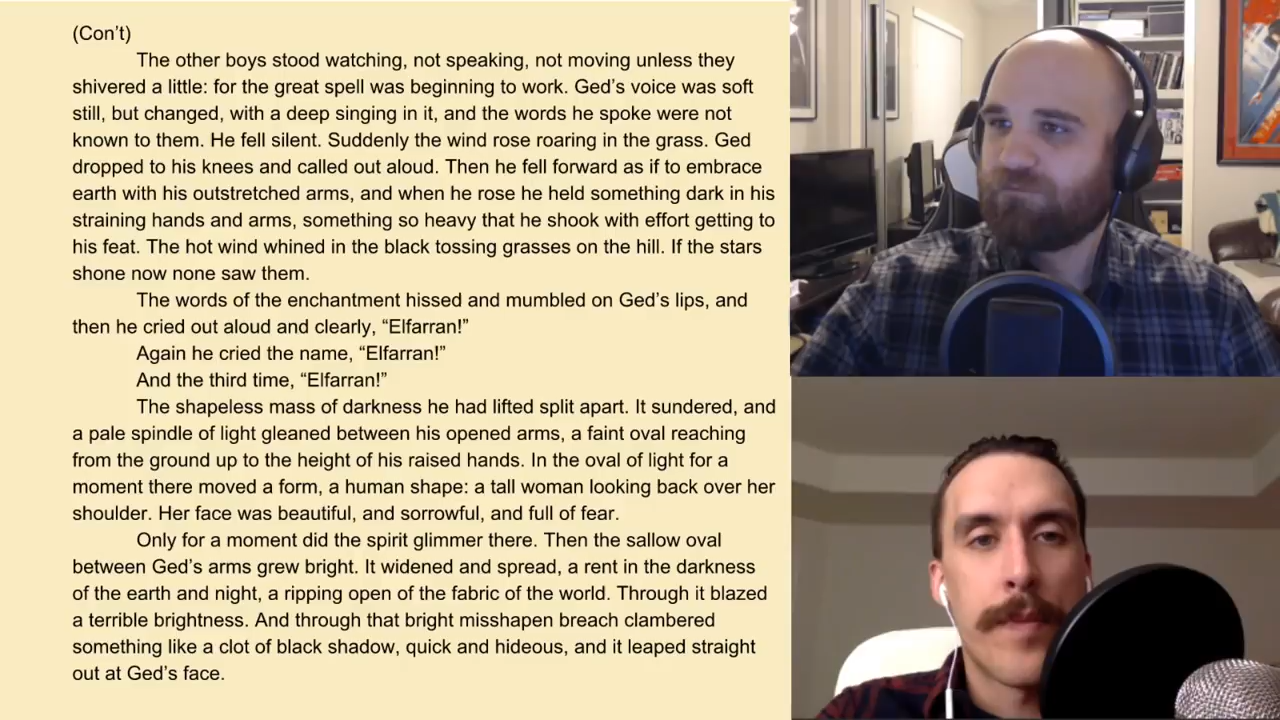 (Con’t)
The other boys stood watching, not speaking, not moving unless they
shivered a little: for the great spell was beginning to work. Ged’s voice was soft
still, but changed, with a deep singing in it, and the words he spoke were not
known to them. He fell silent. Suddenly the wind rose roaring in the grass. Ged
dropped to his knees and called out aloud. Then he fell forward as if to embrace
earth with his outstretched arms, and when he rose he held something dark in his
straining hands and arms, something so heavy that he shook with effort getting to
his feat. The hot wind whined in the black tossing grasses on the hill. If the stars
shone now none saw them.
The words of the enchantment hissed and mumbled on Ged’s lips, and
then he cried out aloud and clearly, “Elfarran!”
Again he cried the name, “Elfarran!”
And the third time, “Elfarran!”
The shapeless mass of darkness he had lifted split apart. It sundered, and
a pale spindle of light gleaned between his opened arms, a faint oval reaching
from the ground up to the height of his raised hands. In the oval of light for a
moment there moved a form, a human shape: a tall woman looking back over her
shoulder. Her face was beautiful, and sorrowful, and full of fear.
Only for a moment did the spirit glimmer there. Then the sallow oval
between Ged’s arms grew bright. It widened and spread, a rent in the darkness
of the earth and night, a ripping open of the fabric of the world. Through it blazed
a terrible brightness. And through that bright misshapen breach clambered
something like a clot of black shadow, quick and hideous, and it leaped straight
out at Ged’s face.